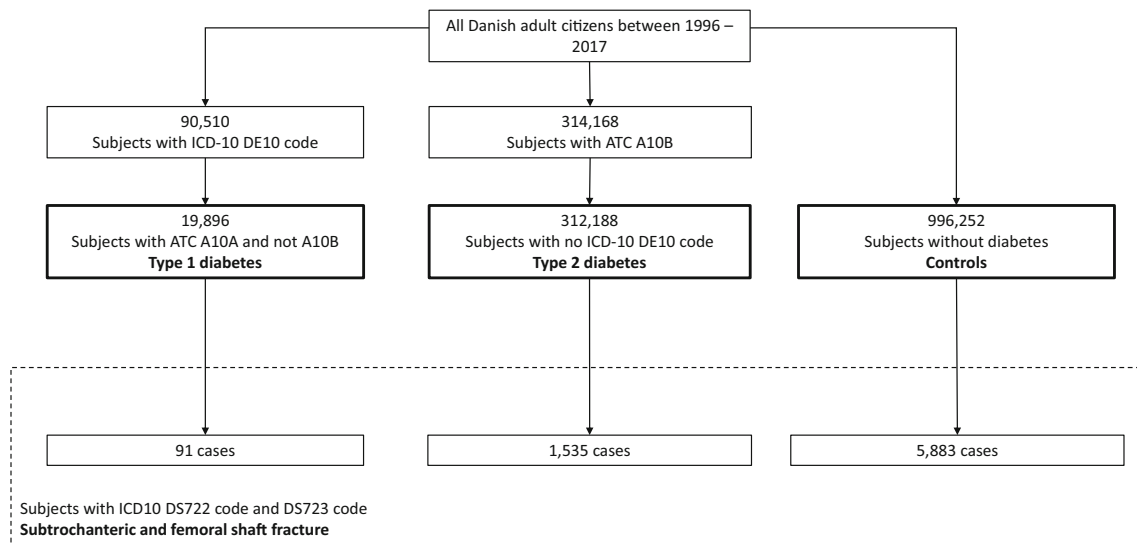 All Danish adult citizens between 1996 –
2017
90,510
Subjects with ICD-10 DE10 code
314,168
Subjects with ATC A10B
19,896
Subjects with ATC A10A and not A10B
Type 1 diabetes
312,188
Subjects with no ICD-10 DE10 code
Type 2 diabetes
996,252
Subjects without diabetes
Controls
91 cases
1,535 cases
5,883 cases
Subjects with ICD10 DS722 code and DS723 code
Subtrochanteric and femoral shaft fracture